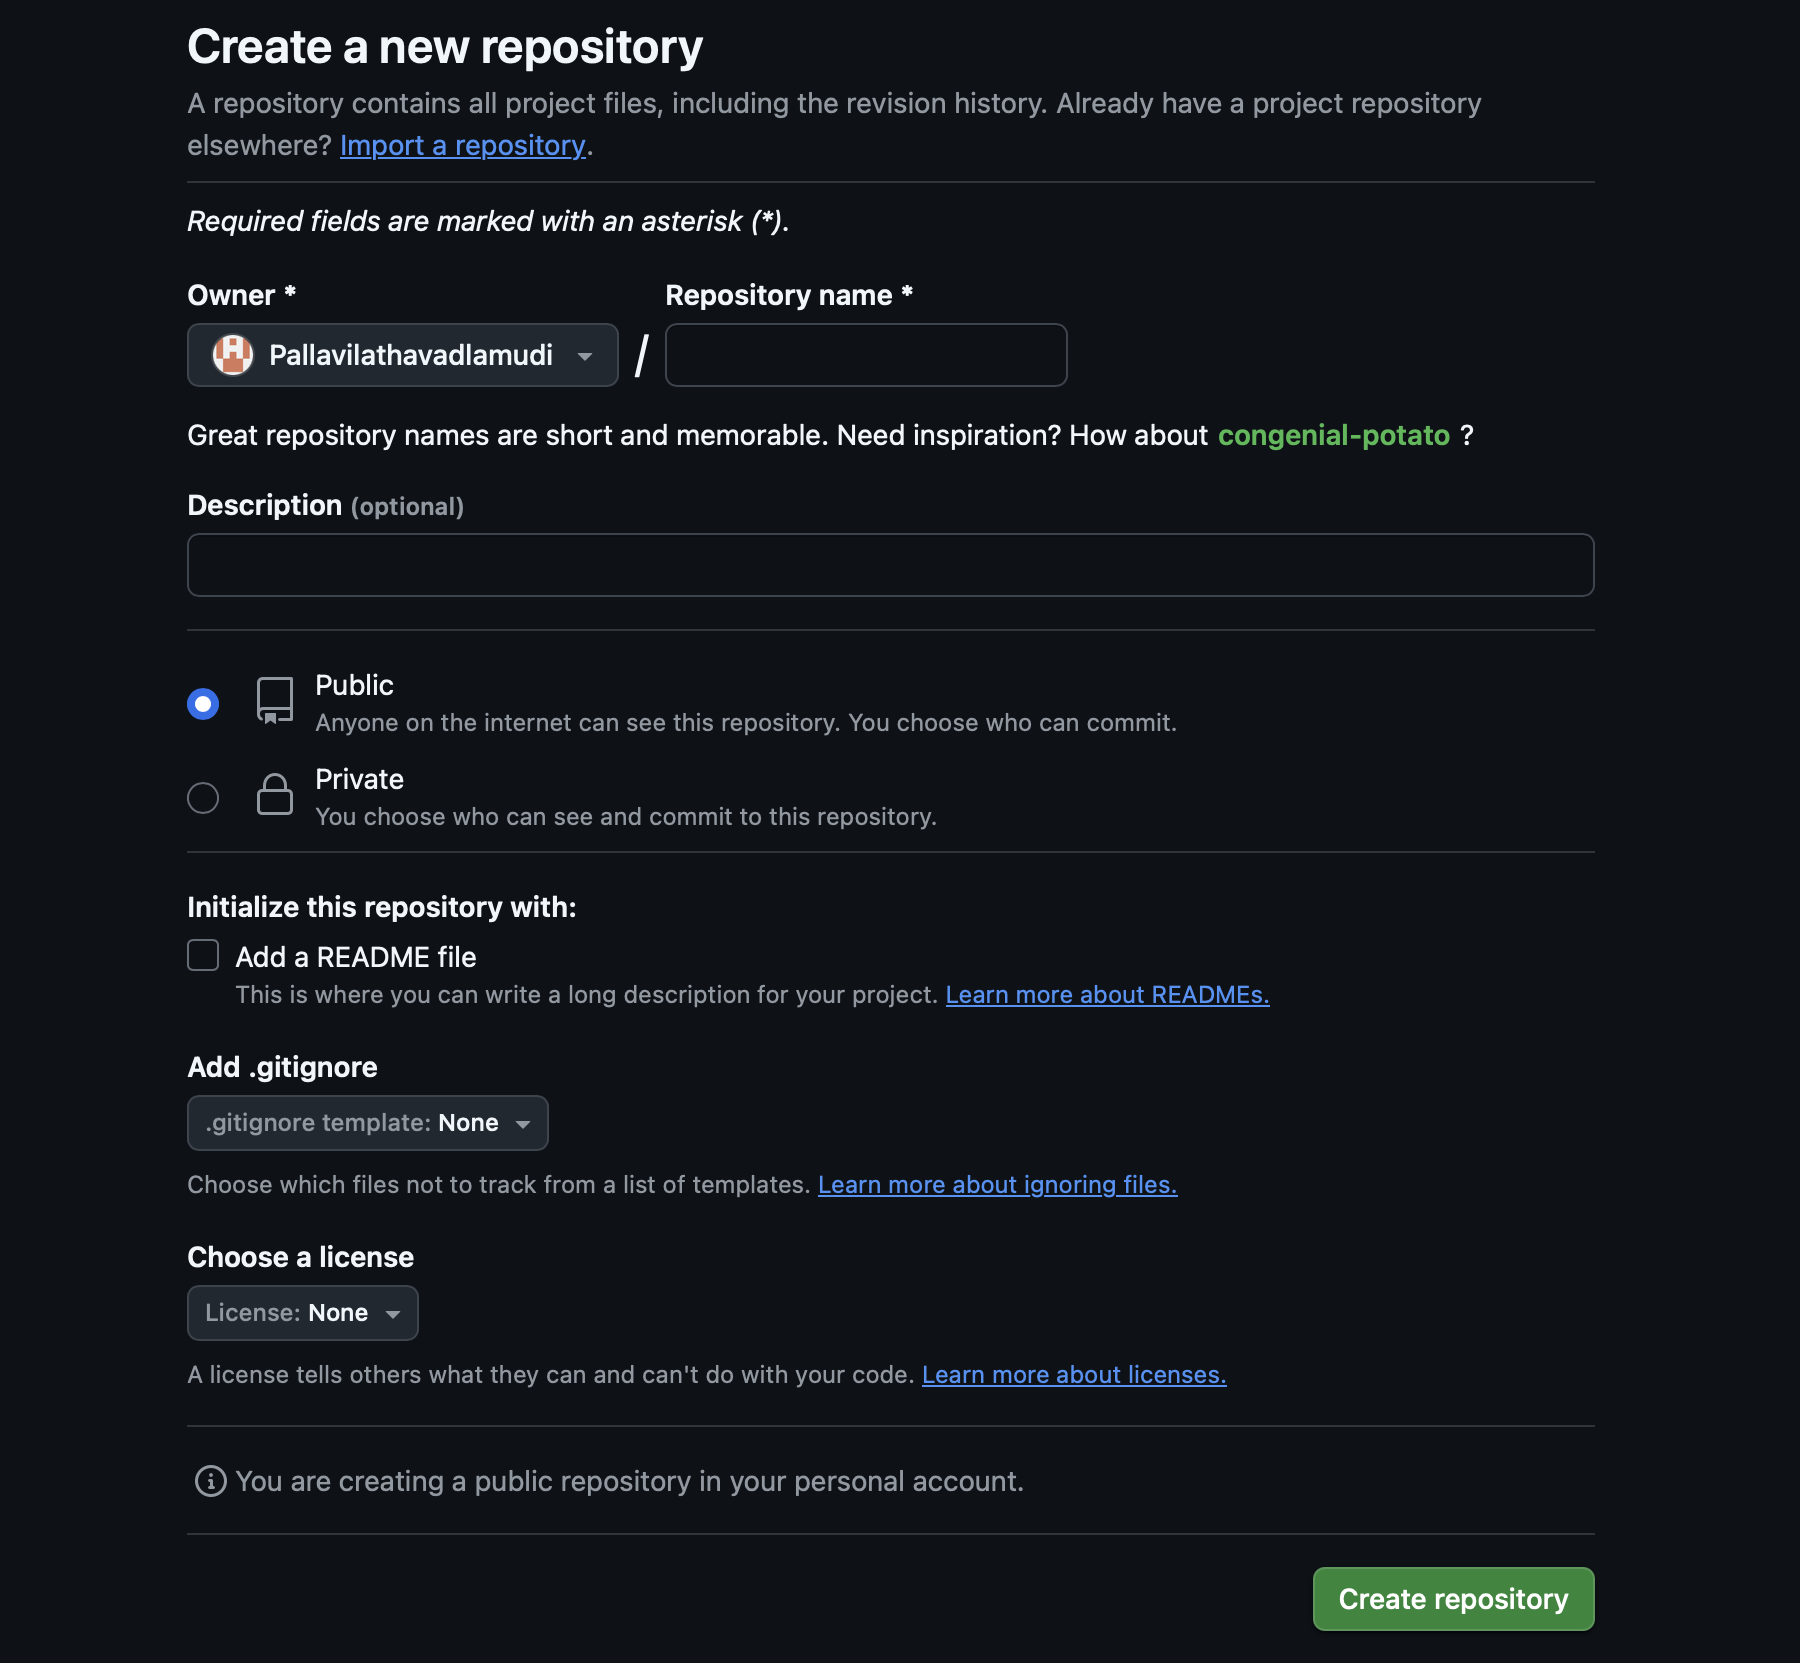 Create a new repository
A repository contains all project files, including the revision history. Already have a project repository
elsewhere? Import a repository.
Required fields are marked with an asterisk (*).
Owner *
Repository name *
Pallavilathavadlamudi
/
Great repository names are short and memorable. Need inspiration? How about congenial-potato ?
Description (optional)
Public
Anyone on the internet can see this repository. You choose who can commit.
Private
You choose who can see and commit to this repository.
Initialize this repository with:
Add a README file
This is where you can write a long description for your project. Learn more about READMEs.
Add .gitignore
.gitignore template: None
Choose which files not to track from a list of templates. Learn more about ignoring files.
Choose a license
License: None
A license tells others what they can and can't do with your code. Learn more about licenses.
You are creating a public repository in your personal account.
Create repository